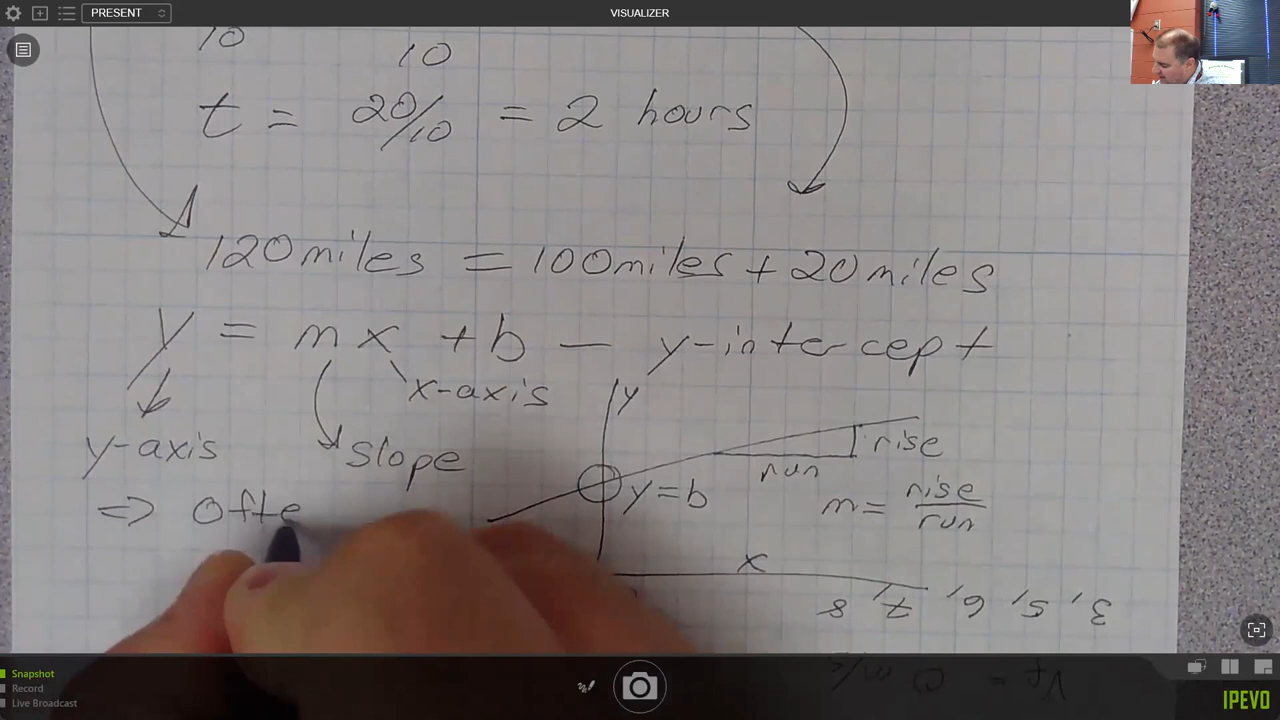 PRESENT
VISUALIZER
10
10
t = 20/10 = 2 hours
120 miles = 100 miles + 20 miles
y = mx + b — y-intercept
x-axis
y
y-axis
slope
rise
run
y = b
m = rise
run
=> Ofte
x
3, 5, 6, 7, 8
Snapshot
Record
Live Broadcast
IPEVO